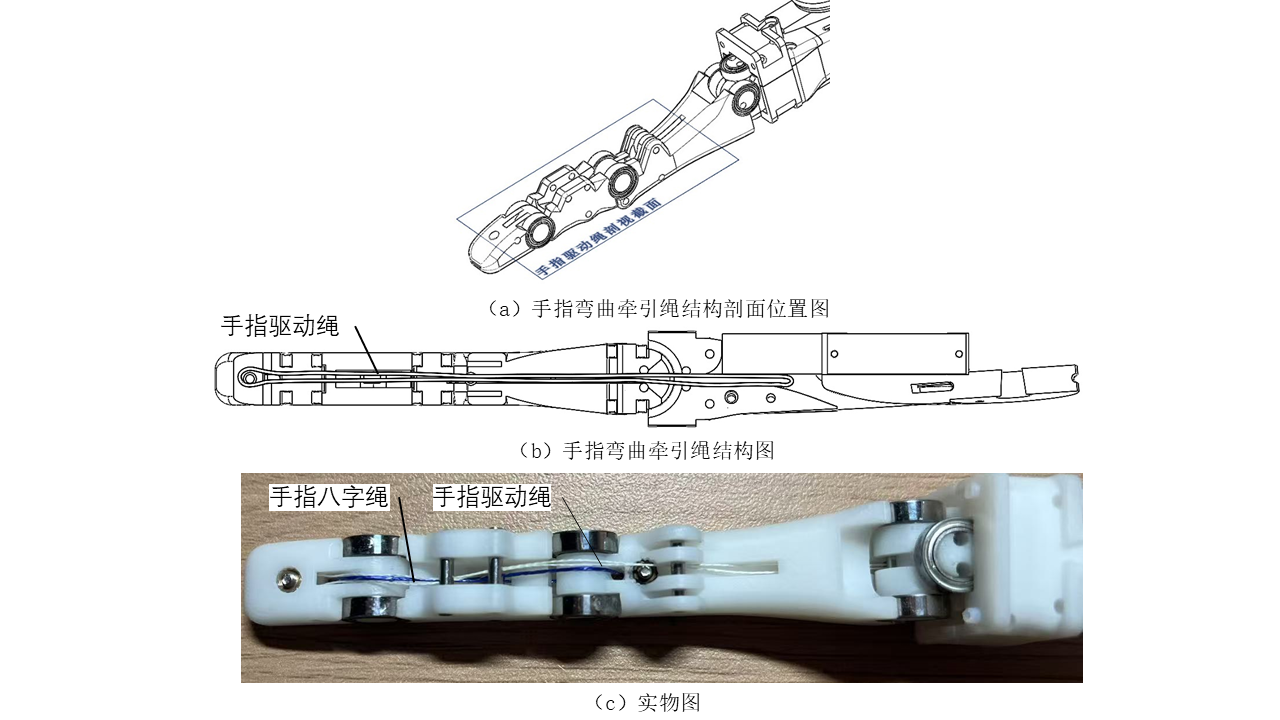 手指驱动绳剖视截面
（a）手指弯曲牵引绳结构剖面位置图
手指驱动绳
（b）手指弯曲牵引绳结构图
手指八字绳 手指驱动绳
（c）实物图